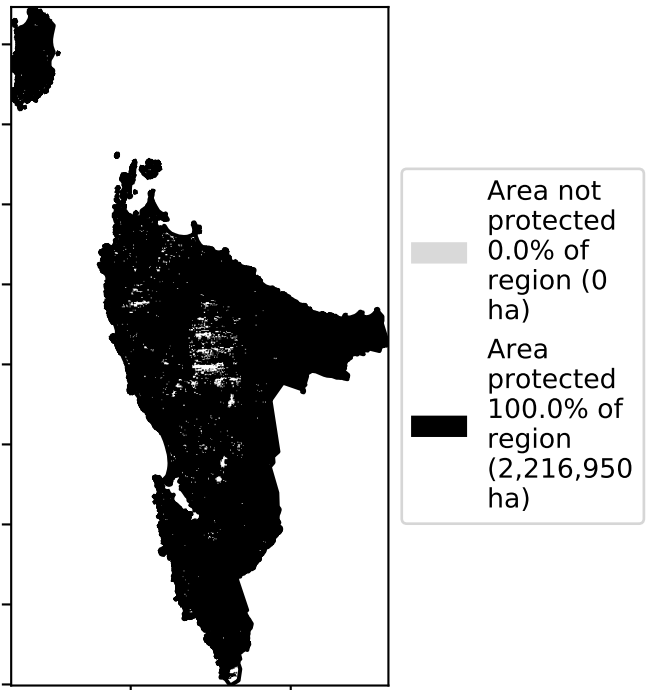 Area not
protected
0.0% of
region (0
ha)
Area
protected
100.0% of
region
(2,216,950
ha)